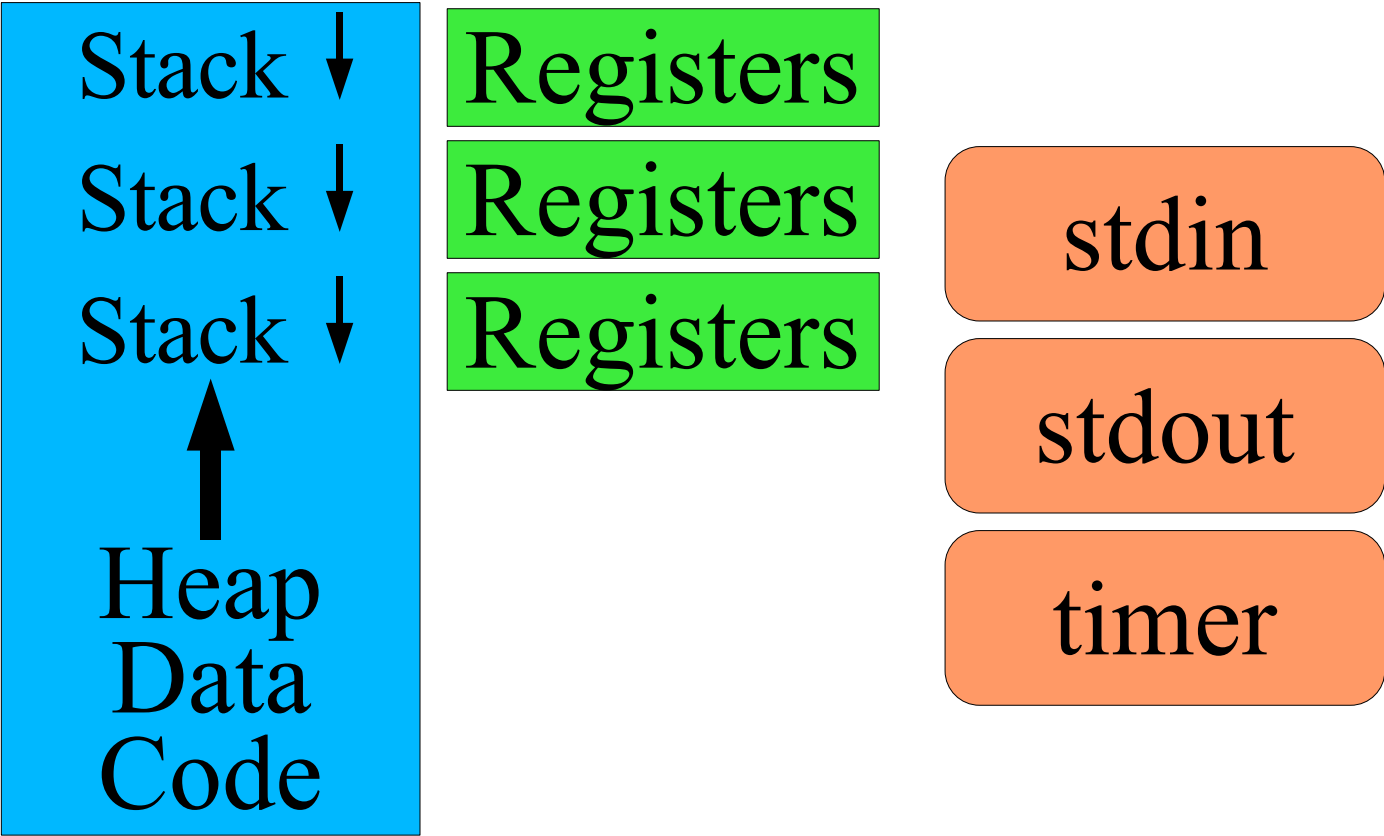 Stack
Stack
Stack
Heap
Data
Code
Registers
Registers
Registers
stdin
stdout
timer